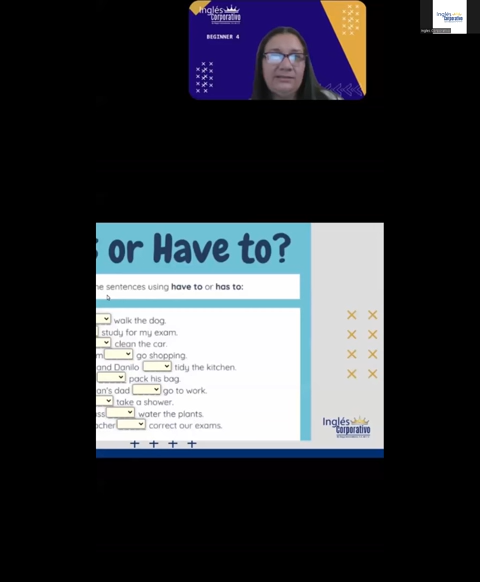 Inglés
Corporativo
BEGINNER 4
Inglés Corporativo
or Have to?
sentences using have to or has to:
walk the dog.
study for my exam.
clean the car.
go shopping.
and Danilo tidy the kitchen.
pack his bag.
dad go to work.
take a shower.
water the plants.
correct our exams.
Inglés
Corporativo